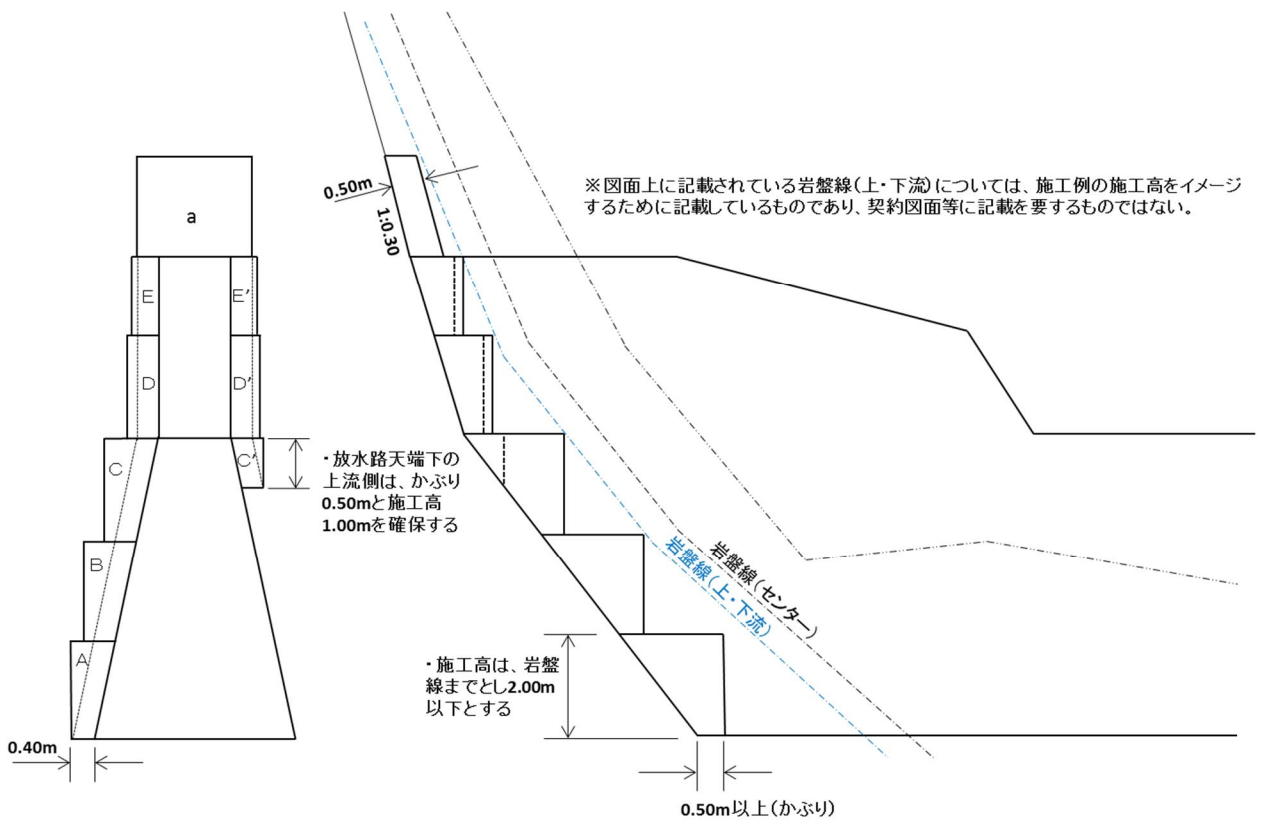 ※図面上に記載されている岩盤線(上・下流)については、施工例の施工高をイメージ
するために記載しているものであり、契約図面等に記載を要するものではない。
0.50m
1:0.30
a
E
E’
D
D’
C
C’
B
A
・放水路天端下の
上流側は、かぶり
0.50mと施工高
1.00mを確保する
岩盤線(センター)
岩盤線(上・下流)
・施工高は、岩盤
線までとし2.00m
以下とする
0.40m
0.50m以上(かぶり)